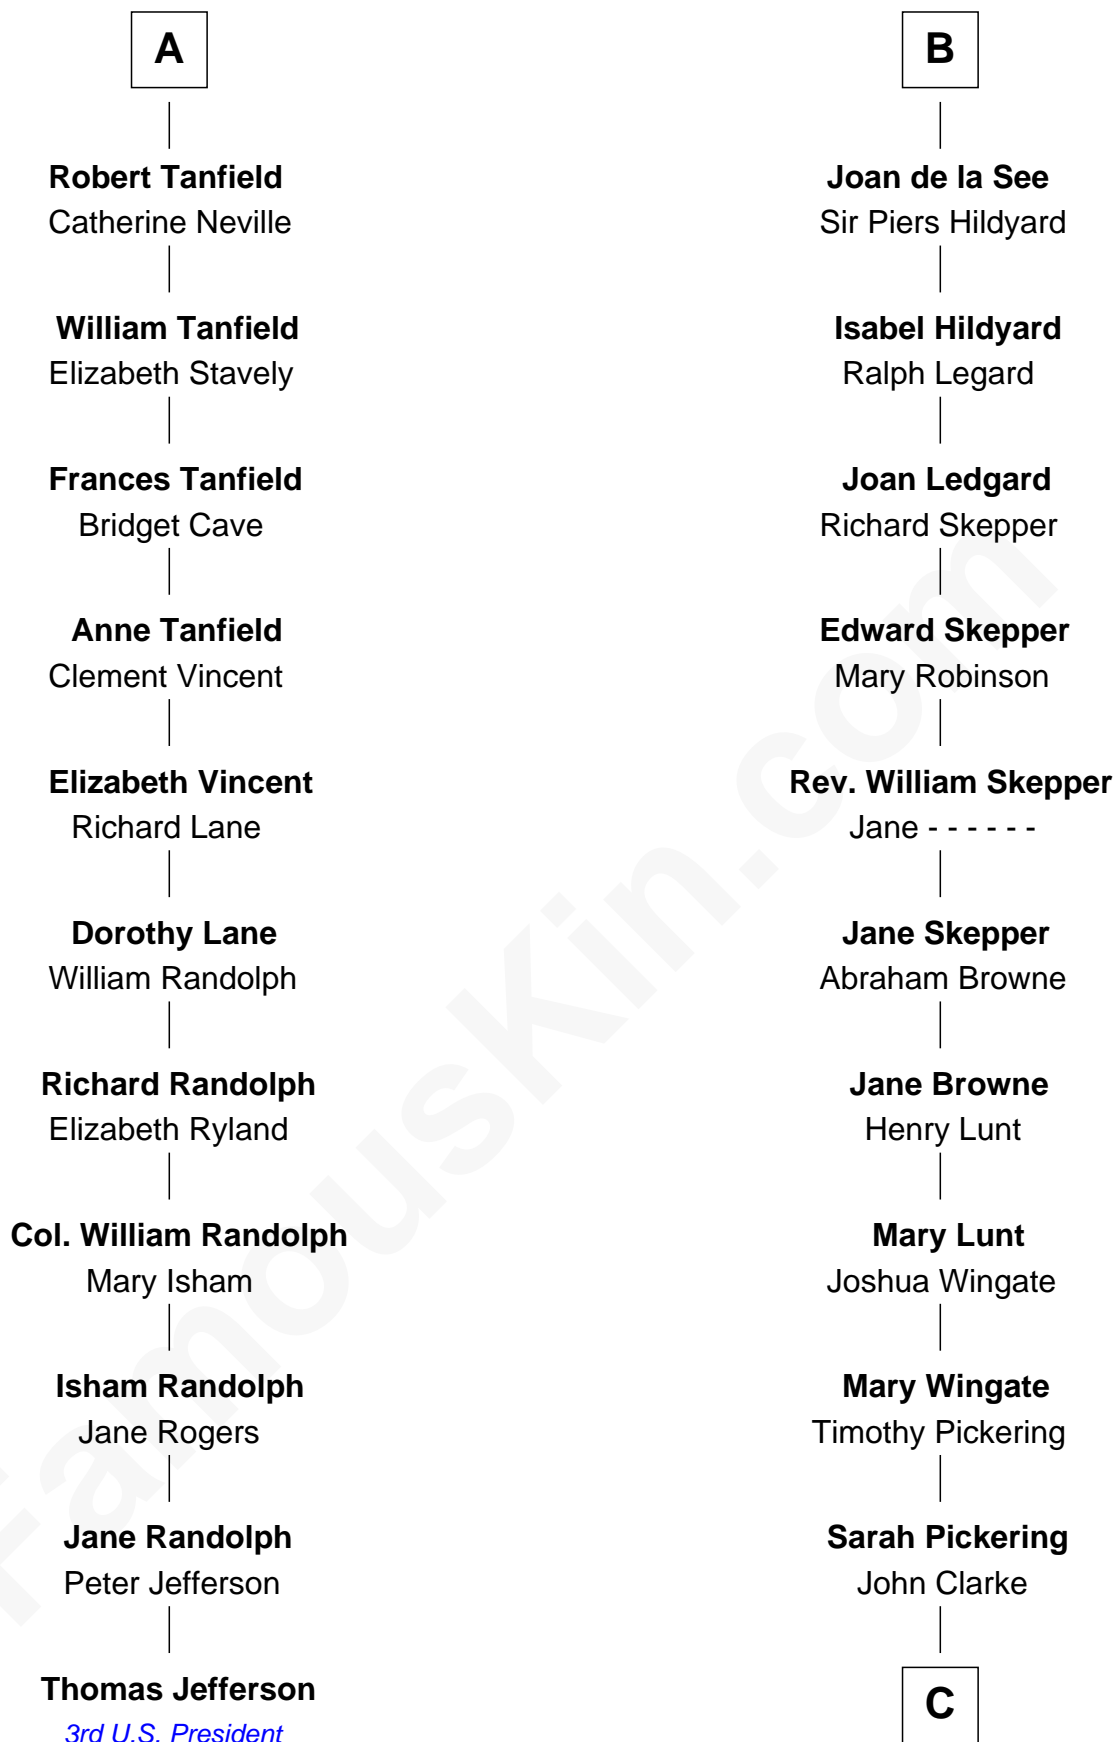 A
Robert Tanfield
Catherine Neville
William Tanfield
Elizabeth Stavely
Frances Tanfield
Bridget Cave
Anne Tanfield
Clement Vincent
Elizabeth Vincent
Richard Lane
Dorothy Lane
William Randolph
Richard Randolph
Elizabeth Ryland
Col. William Randolph
Mary Isham
Isham Randolph
Jane Rogers
Jane Randolph
Peter Jefferson
Thomas Jefferson
3rd U.S. President
B
Joan de la See
Sir Piers Hildyard
Isabel Hildyard
Ralph Legard
Joan Ledgard
Richard Skepper
Edward Skepper
Mary Robinson
Rev. William Skepper
Jane - - - - - -
Jane Skepper
Abraham Browne
Jane Browne
Henry Lunt
Mary Lunt
Joshua Wingate
Mary Wingate
Timothy Pickering
Sarah Pickering
John Clarke
C
FamousKin.com